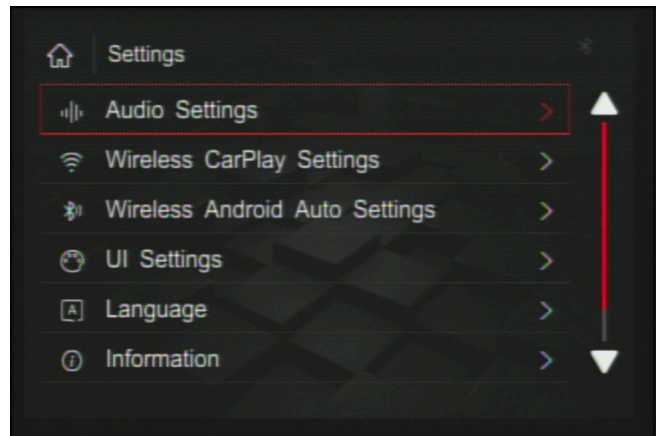 Settings
Audio Settings
Wireless CarPlay Settings
Wireless Android Auto Settings
UI Settings
Language
Information